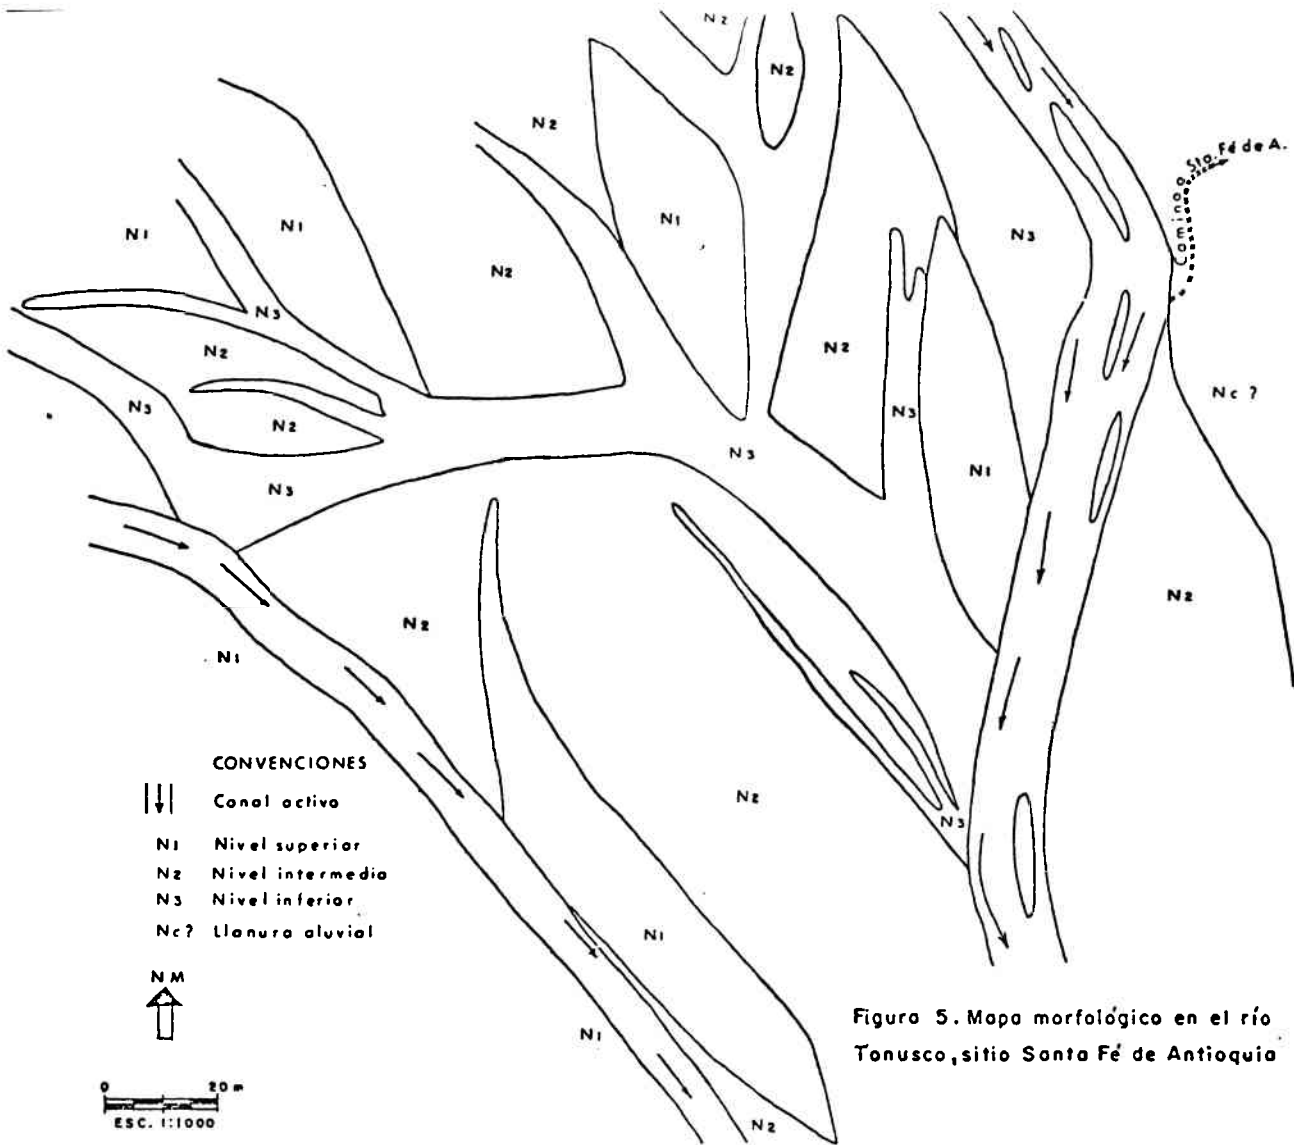 N2
N2
N2
Camino a Sta. Fé de A.
N1
N1
N1
N2
N3
N3
N2
N2
Nc ?
N3
N3
N2
N3
N1
N3
N2
N2
N1
N2
N3
N1
N1
N2
CONVENCIONES
Canal activo
N1 Nivel superior
N2 Nivel intermedio
N3 Nivel inferior
Nc? Llanura aluvial
NM
0 20 m
ESC. 1:1000
Figura 5. Mapa morfológico en el río
Tonusco, sitio Santa Fé de Antioquia